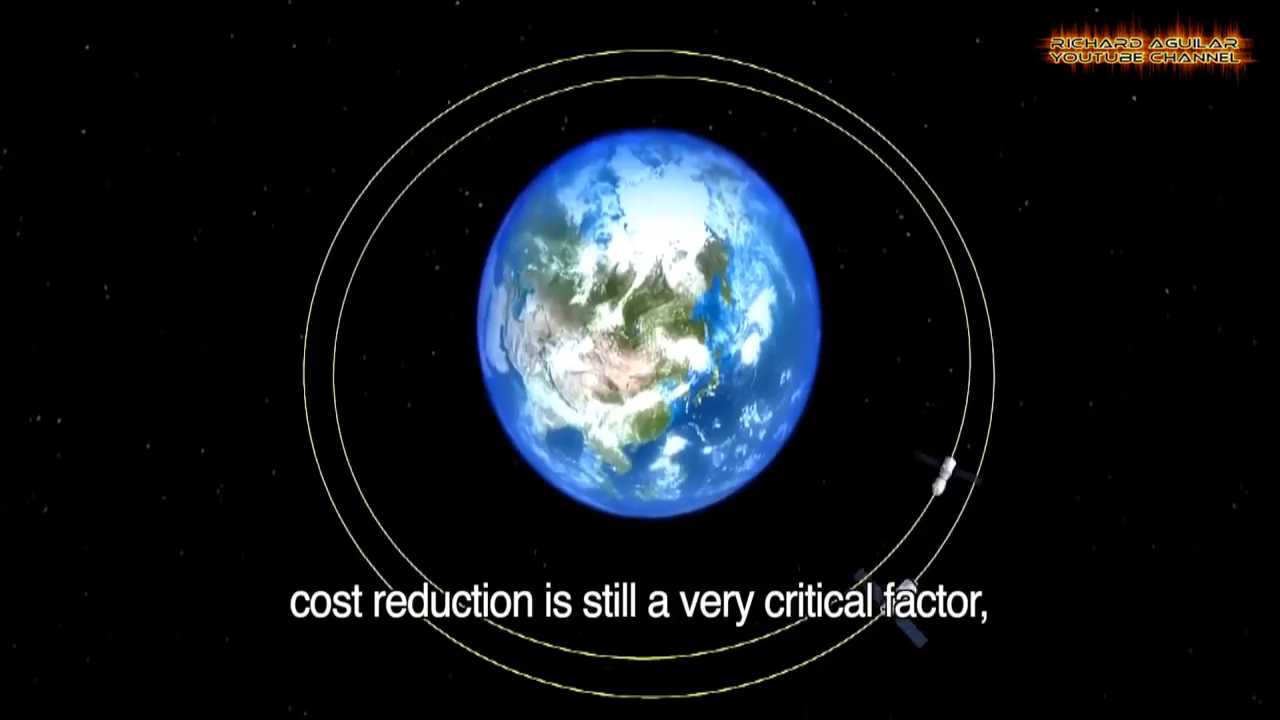 RICHARD AGUILAR
YOUTUBE CHANNEL
cost reduction is still a very critical factor,